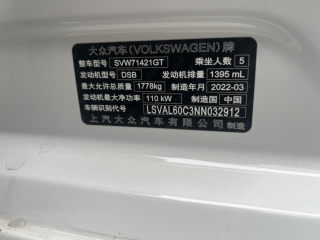 大众汽车(VOLKSWAGEN)牌
整车型号 SVW71421GT 乘坐人数 5
发动机型号 DSB 发动机排量 1395 mL
最大允许总质量 1778kg 制造年月 2022-03
发动机最大净功率 110 kW 制造国 中国
车辆识别代号 LSVAL60C3NN032912
上汽大众汽车有限公司 制造